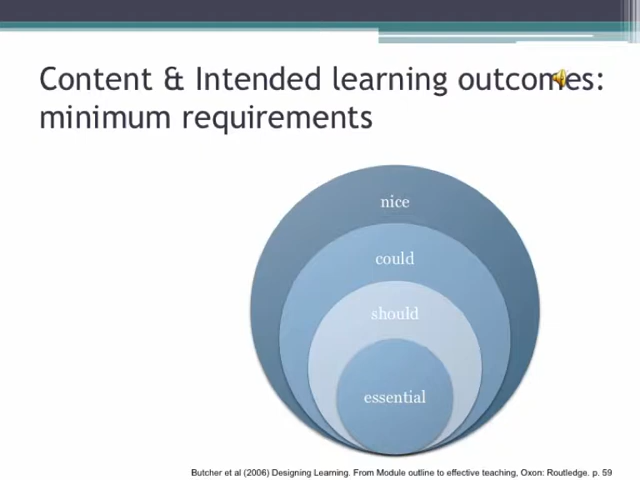 Content & Intended learning outcomes:
minimum requirements
nice
could
should
essential
Butcher et al (2006) Designing Learning. From Module outline to effective teaching, Oxon: Routledge. p. 59